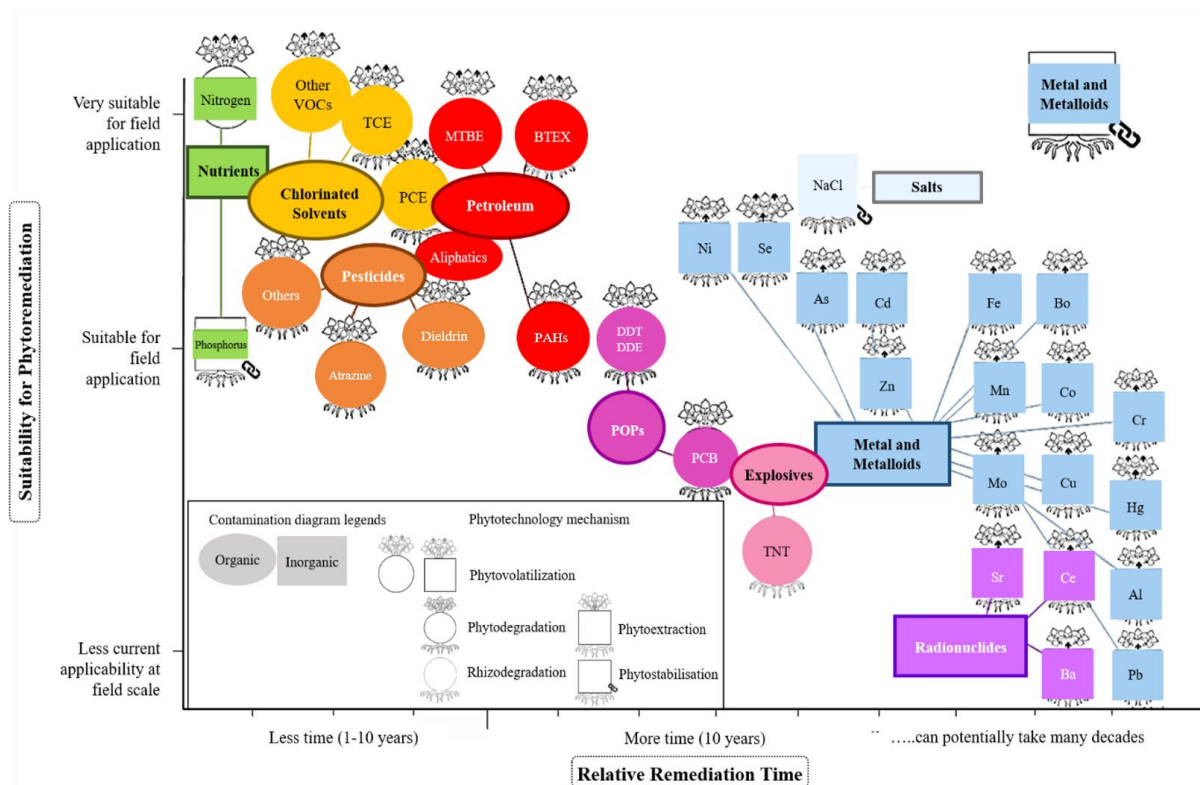 Suitability for Phytoremediation
Very suitable
for field
application
Suitable for
field
application
Less current
applicability at
field scale
Nitrogen
Nutrients
Phosphorus
Other
VOCs
TCE
PCE
Chlorinated
Solvents
MTBE
BTEX
Petroleum
Aliphatics
PAHs
Pesticides
Others
Atrazine
Dieldrin
DDT
DDE
POPs
PCB
Explosives
TNT
NaCl
Salts
Metal and
Metalloids
Ni
Se
As
Cd
Zn
Fe
Bo
Mn
Co
Cr
Metal and
Metalloids
Mo
Cu
Hg
Al
Pb
Sr
Ce
Radionuclides
Ba
Contamination diagram legends
Organic
Inorganic
Phytotechnology mechanism
Phytovolatilization
Phytodegradation
Phytoextraction
Rhizodegradation
Phytostabilisation
Less time (1-10 years)
More time (10 years)
…..can potentially take many decades
Relative Remediation Time